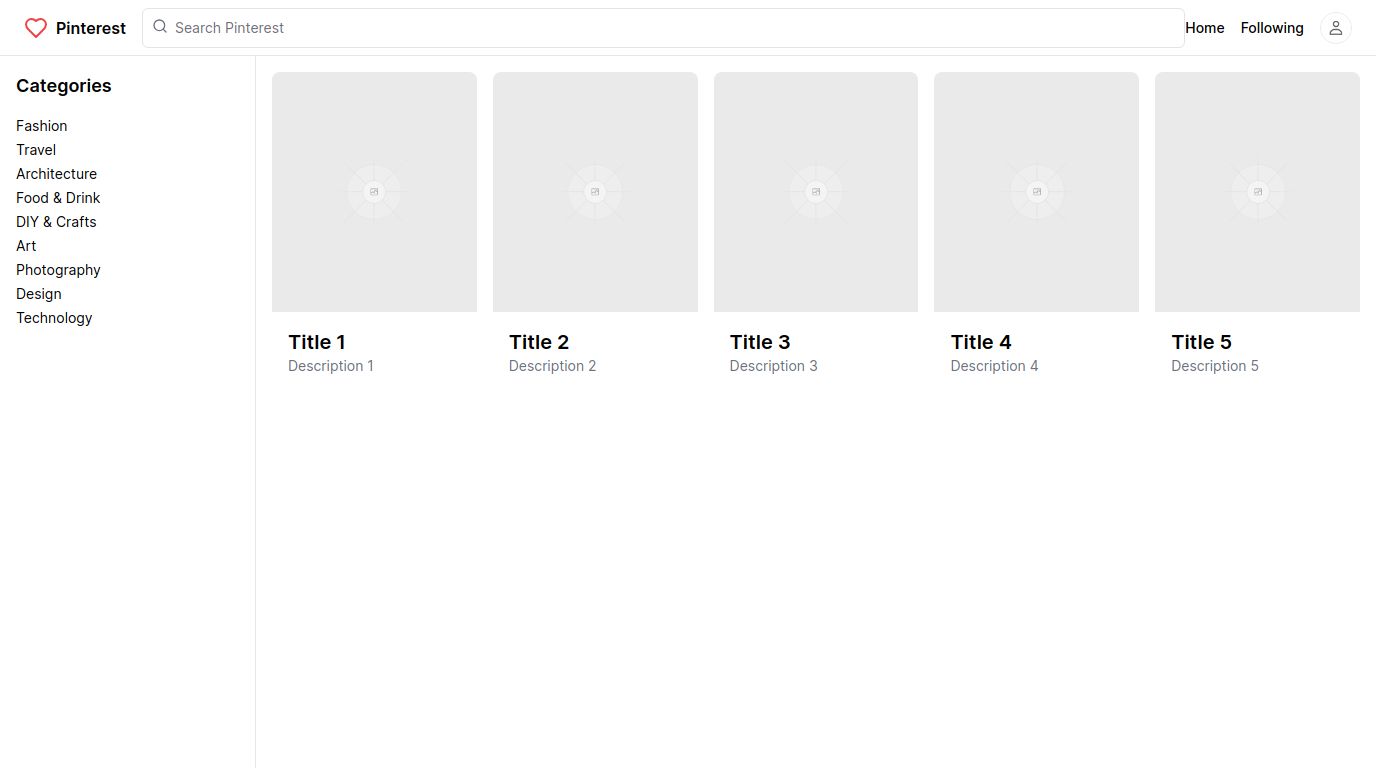 Pinterest
Search Pinterest
Home
Following
Categories
Fashion
Travel
Architecture
Food & Drink
DIY & Crafts
Art
Photography
Design
Technology
Title 1
Description 1
Title 2
Description 2
Title 3
Description 3
Title 4
Description 4
Title 5
Description 5